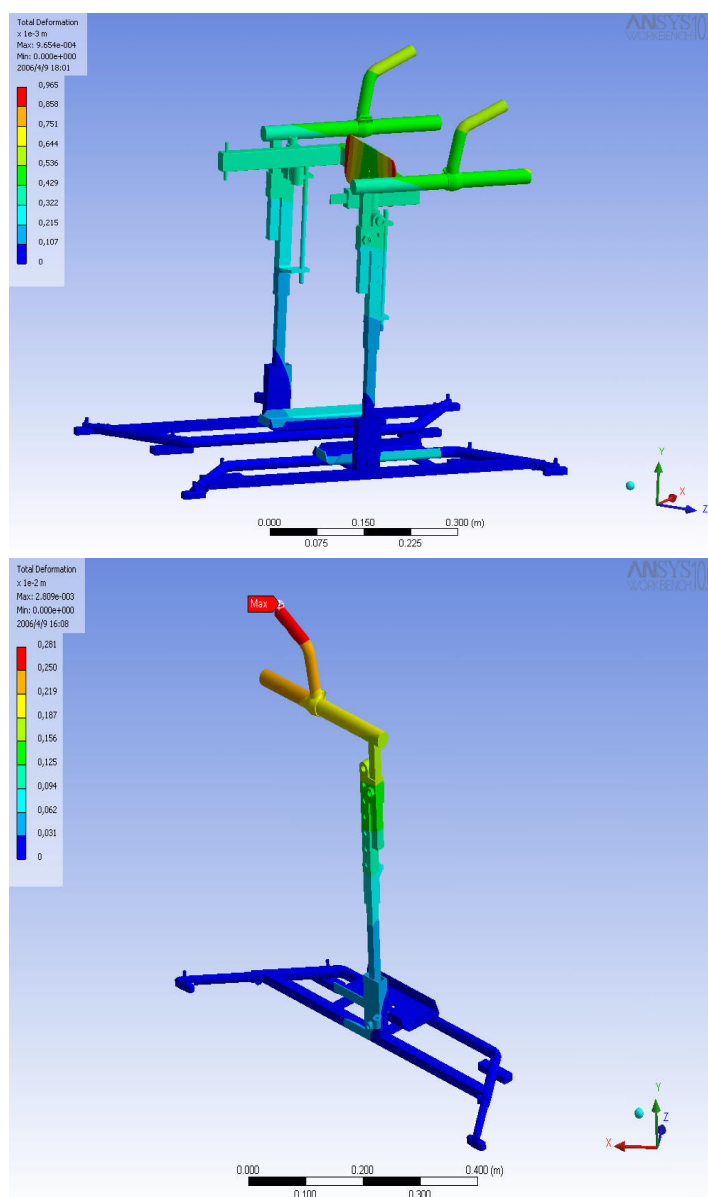 Total Deformation
x 1e-3 m
Max: 9.654e-004
Min: 0.000e+000
2006/4/9 18:01
0,965
0,858
0,751
0,644
0,536
0,429
0,322
0,215
0,107
0
ANSYS10
WORKBENCH
Y
X
Z
0.000 0.150 0.300 (m)
0.075 0.225
Total Deformation
x 1e-2 m
Max: 2.809e-003
Min: 0.000e+000
2006/4/9 16:08
0,281
0,250
0,219
0,187
0,156
0,125
0,094
0,062
0,031
0
ANSYS10
WORKBENCH
Max
Y
Z
X
0.000 0.200 0.400 (m)
0.100 0.300